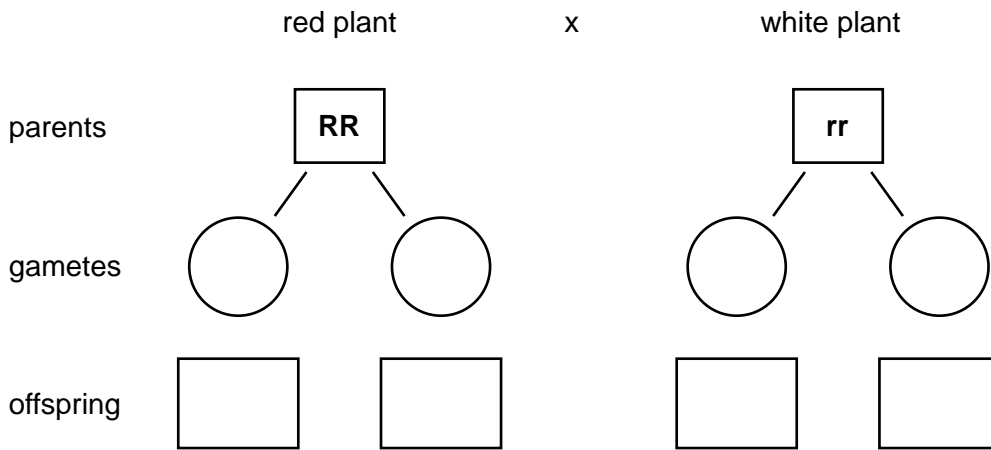 red plant x white plant
parents RR rr
gametes
offspring